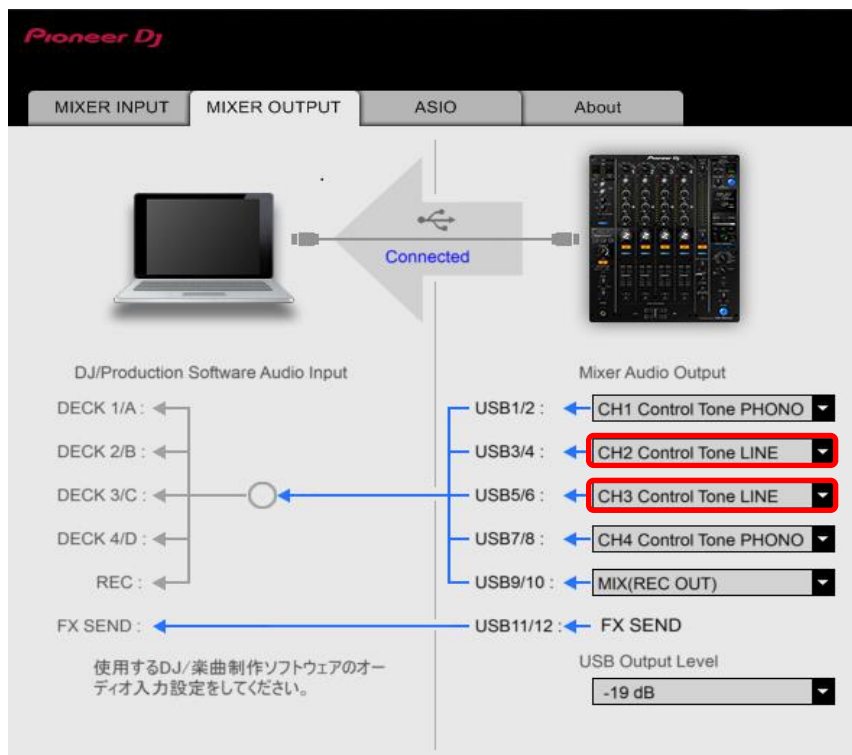 Pioneer Dj
MIXER INPUT
MIXER OUTPUT
ASIO
About
Connected
DJ/Production Software Audio Input
Mixer Audio Output
DECK 1/A :
USB1/2 :
CH1 Control Tone PHONO
DECK 2/B :
USB3/4 :
CH2 Control Tone LINE
DECK 3/C :
USB5/6 :
CH3 Control Tone LINE
DECK 4/D :
USB7/8 :
CH4 Control Tone PHONO
REC :
USB9/10 :
MIX(REC OUT)
FX SEND :
USB11/12 :
FX SEND
使用するDJ/楽曲制作ソフトウェアのオー
ディオ入力設定をしてください。
USB Output Level
-19 dB